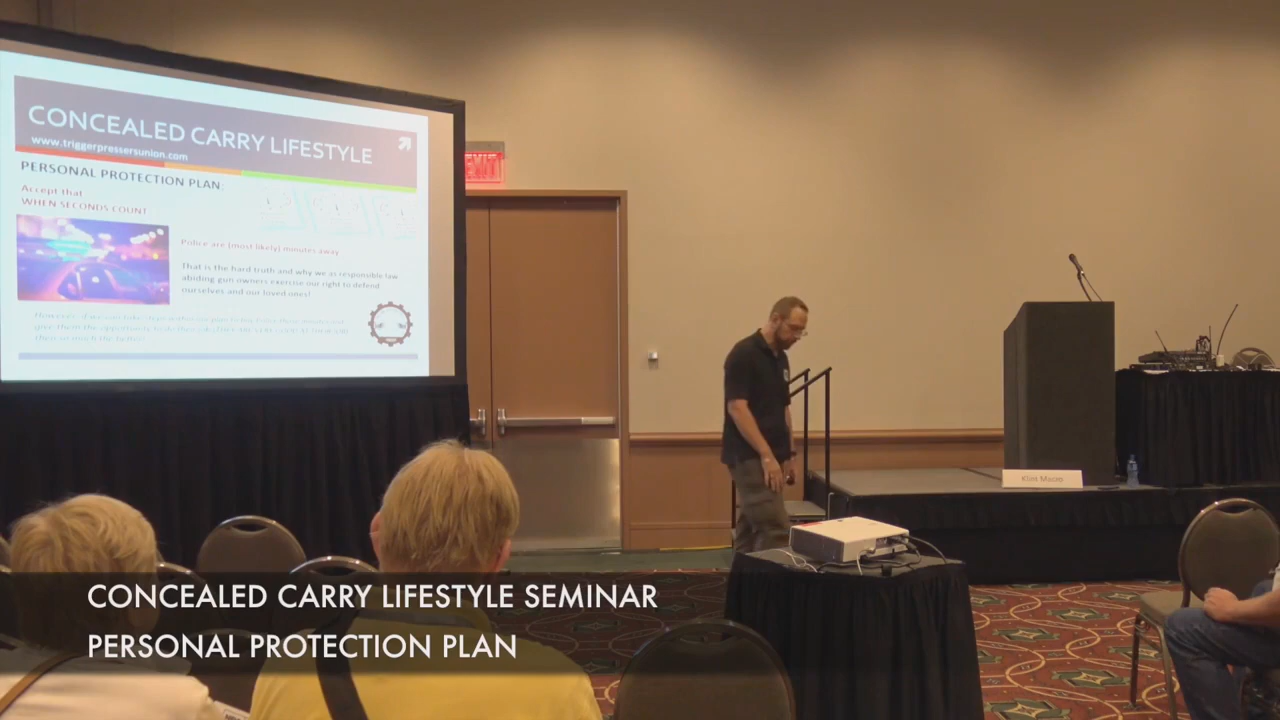 CONCEALED CARRY LIFESTYLE
www.triggerpressersunion.com
PERSONAL PROTECTION PLAN:
Accept that
WHEN SECONDS COUNT
Police are (most likely) minutes away
That is the hard truth and why we as responsible law
abiding gun owners exercise our right to defend
ourselves and our loved ones!
EXIT
Klint Macro
CONCEALED CARRY LIFESTYLE SEMINAR
PERSONAL PROTECTION PLAN